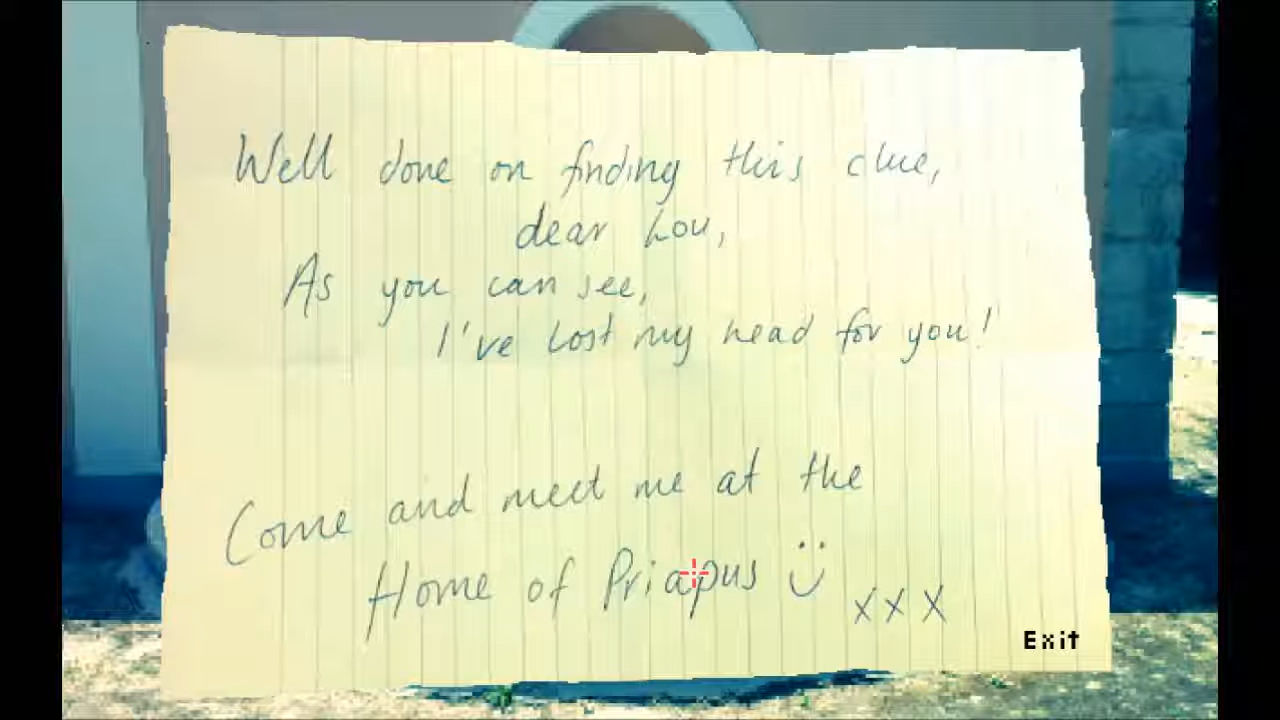 Well done on finding this clue,
dear Lou,
As you can see,
I've lost my head for you!
Come and meet me at the
Home of Priapus :)
xxx
Exit